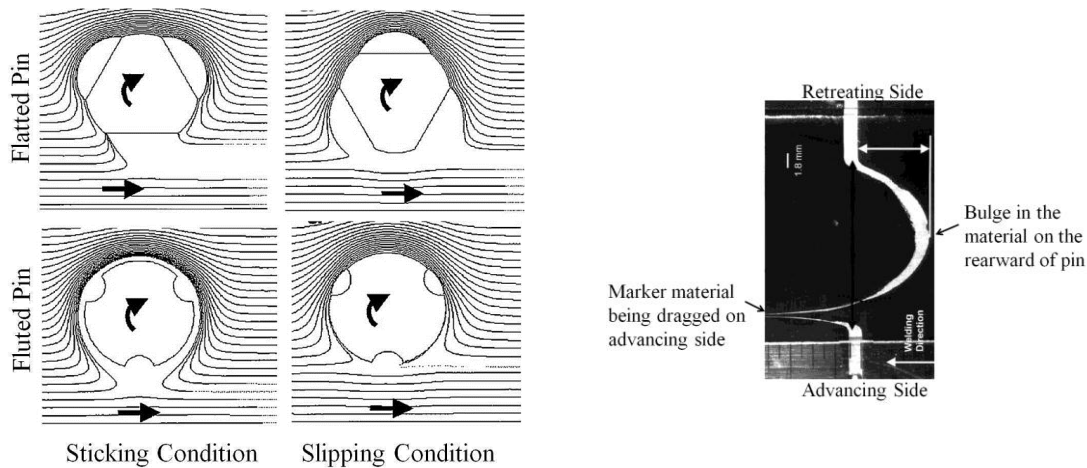 Flatted Pin
Fluted Pin
Sticking Condition
Slipping Condition
Retreating Side
1.8 mm
Bulge in the
material on the
rearward of pin
Marker material
being dragged on
advancing side
Welding
Direction
Advancing Side